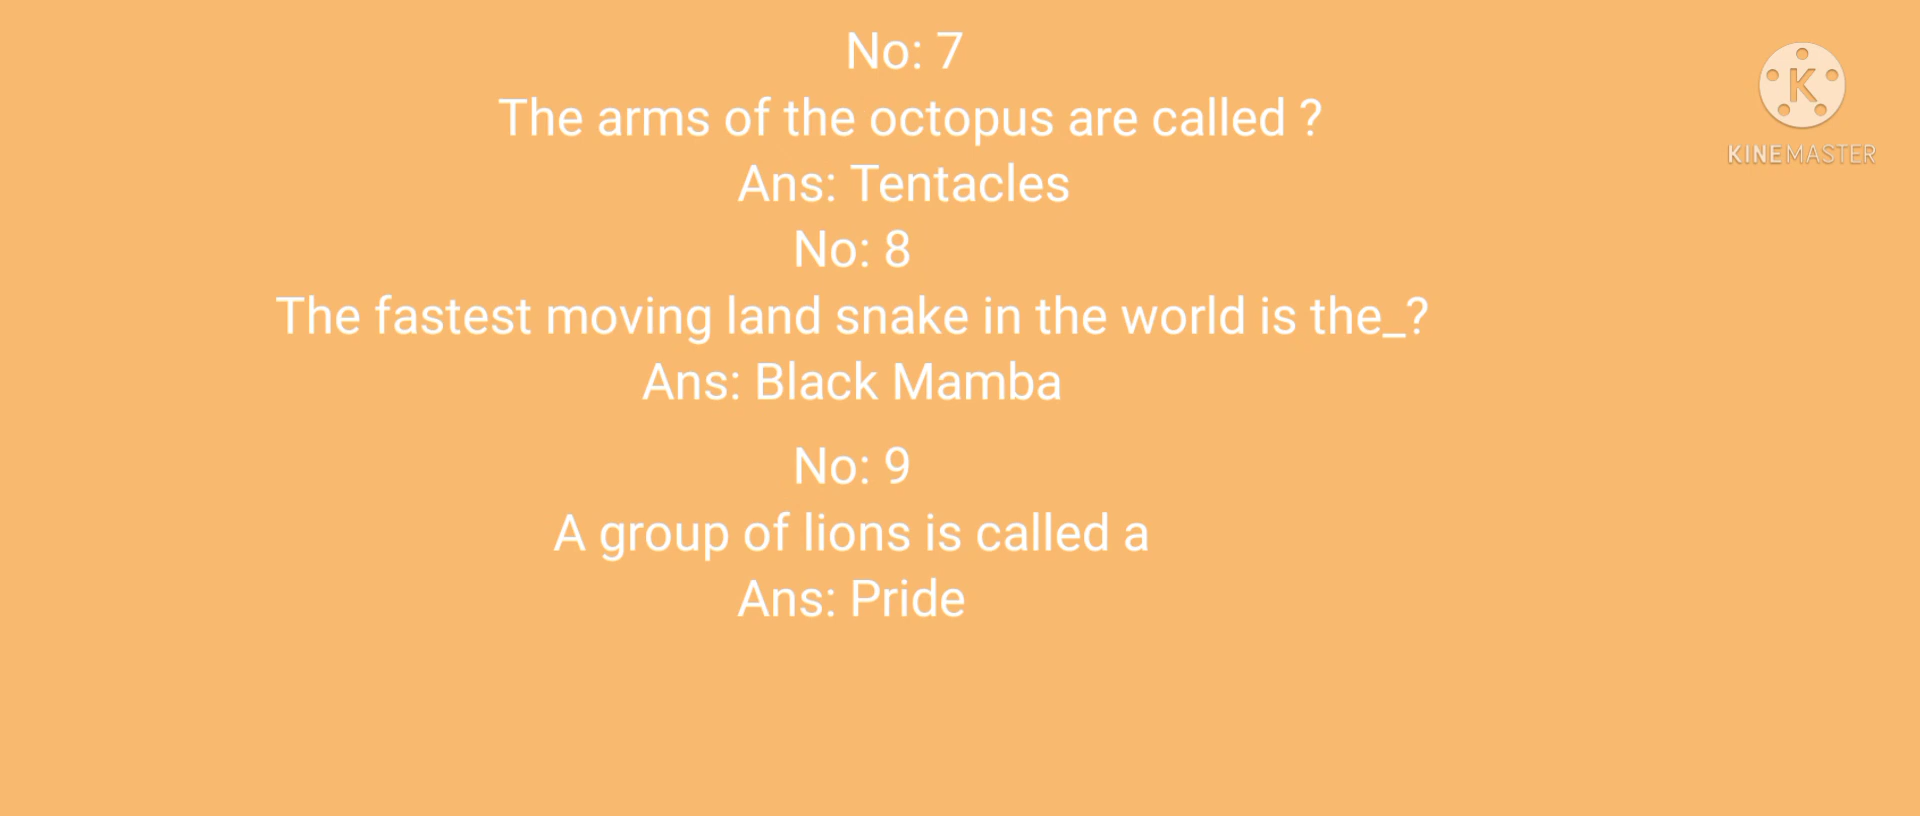 No: 7
The arms of the octopus are called ?
Ans: Tentacles
No: 8
The fastest moving land snake in the world is the_?
Ans: Black Mamba
No: 9
A group of lions is called a
Ans: Pride
K
KINEMASTER